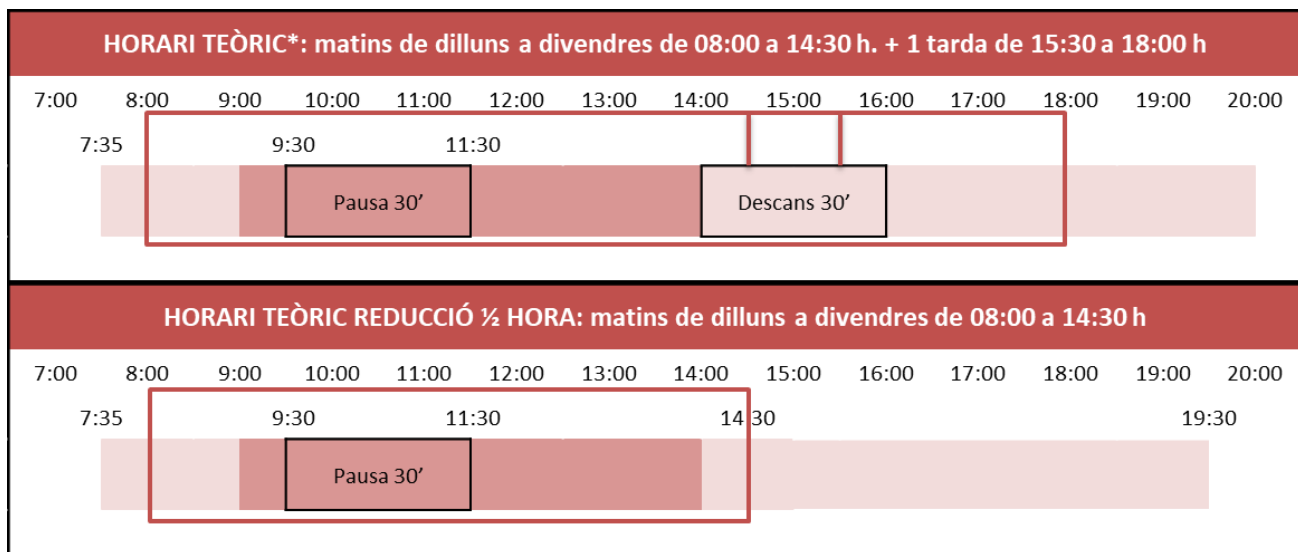 HORARI TEÒRIC*: matins de dilluns a divendres de 08:00 a 14:30 h. + 1 tarda de 15:30 a 18:00 h
7:00 8:00 9:00 10:00 11:00 12:00 13:00 14:00 15:00 16:00 17:00 18:00 19:00 20:00
7:35 9:30 11:30
Pausa 30′ Descans 30′
HORARI TEÒRIC REDUCCIÓ ½ HORA: matins de dilluns a divendres de 08:00 a 14:30 h
7:00 8:00 9:00 10:00 11:00 12:00 13:00 14:00 15:00 16:00 17:00 18:00 19:00 20:00
7:35 9:30 11:30 14:30 19:30
Pausa 30′